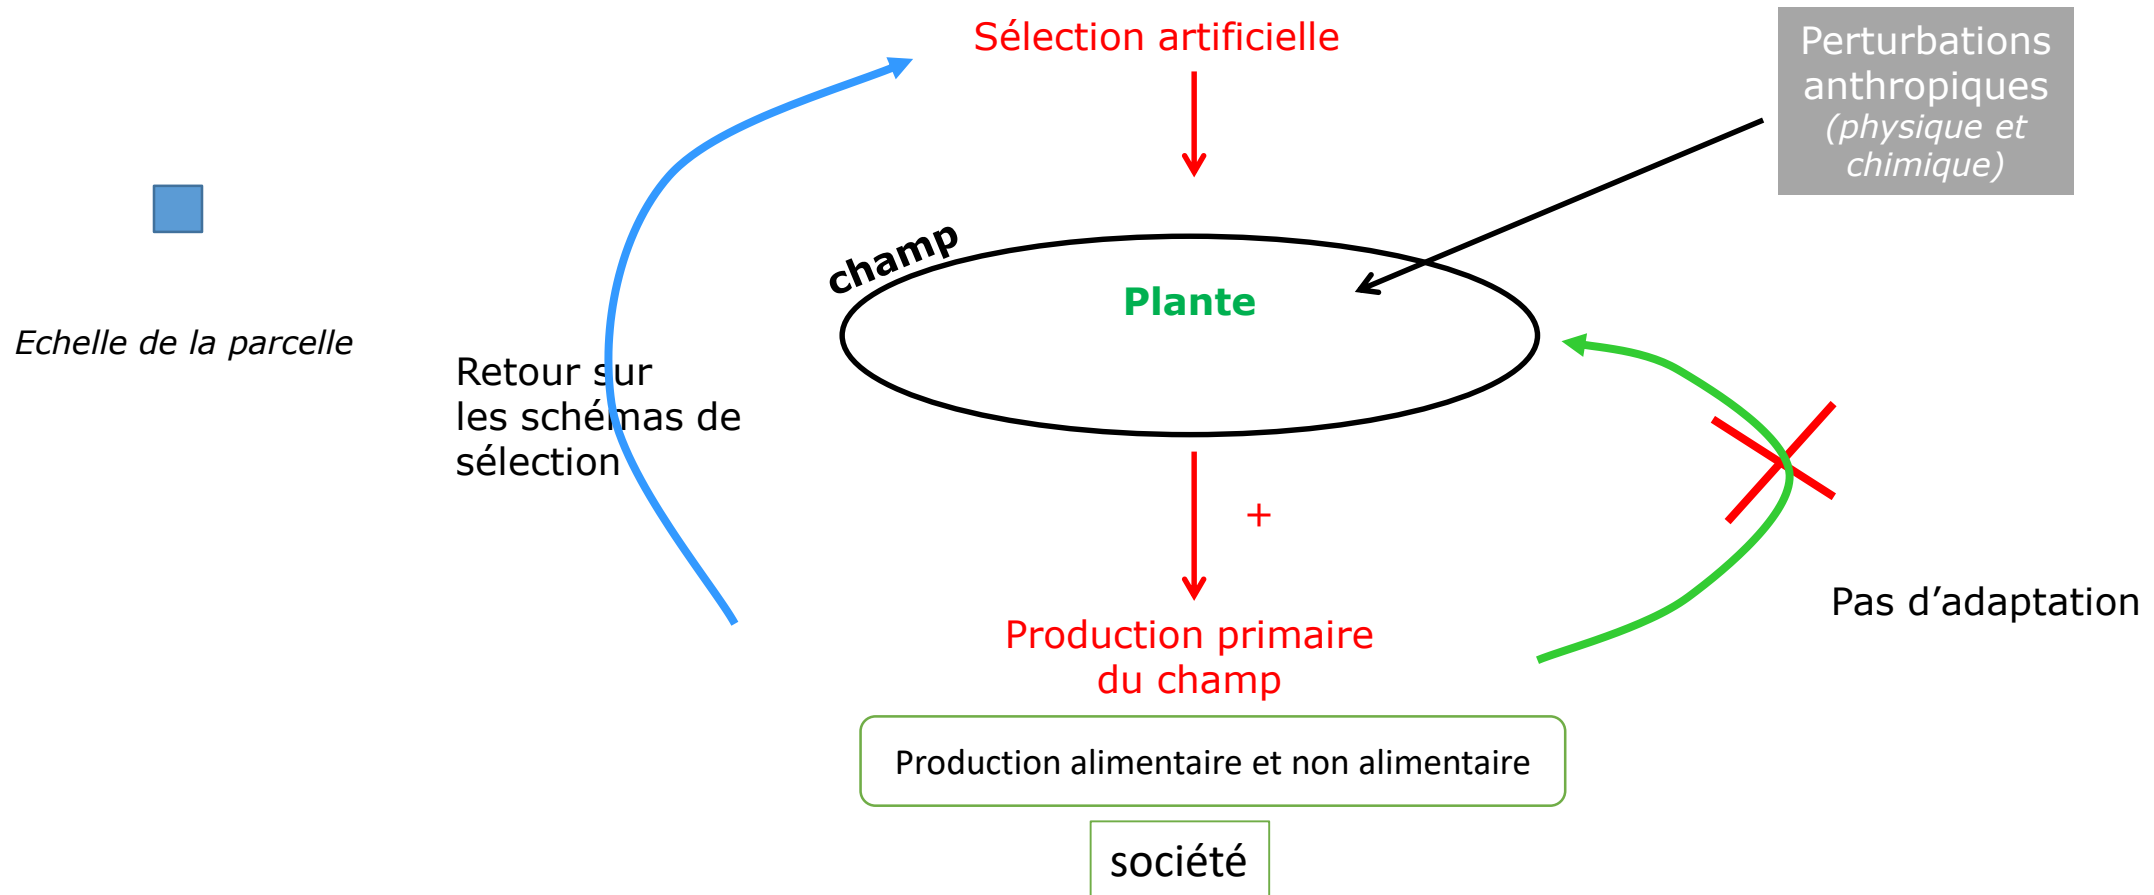 Sélection artificielle
Perturbations
anthropiques
(physique et
chimique)
champ
Plante
Echelle de la parcelle
Retour sur
les schémas de
sélection
+
Pas d’adaptation
Production primaire
du champ
Production alimentaire et non alimentaire
société